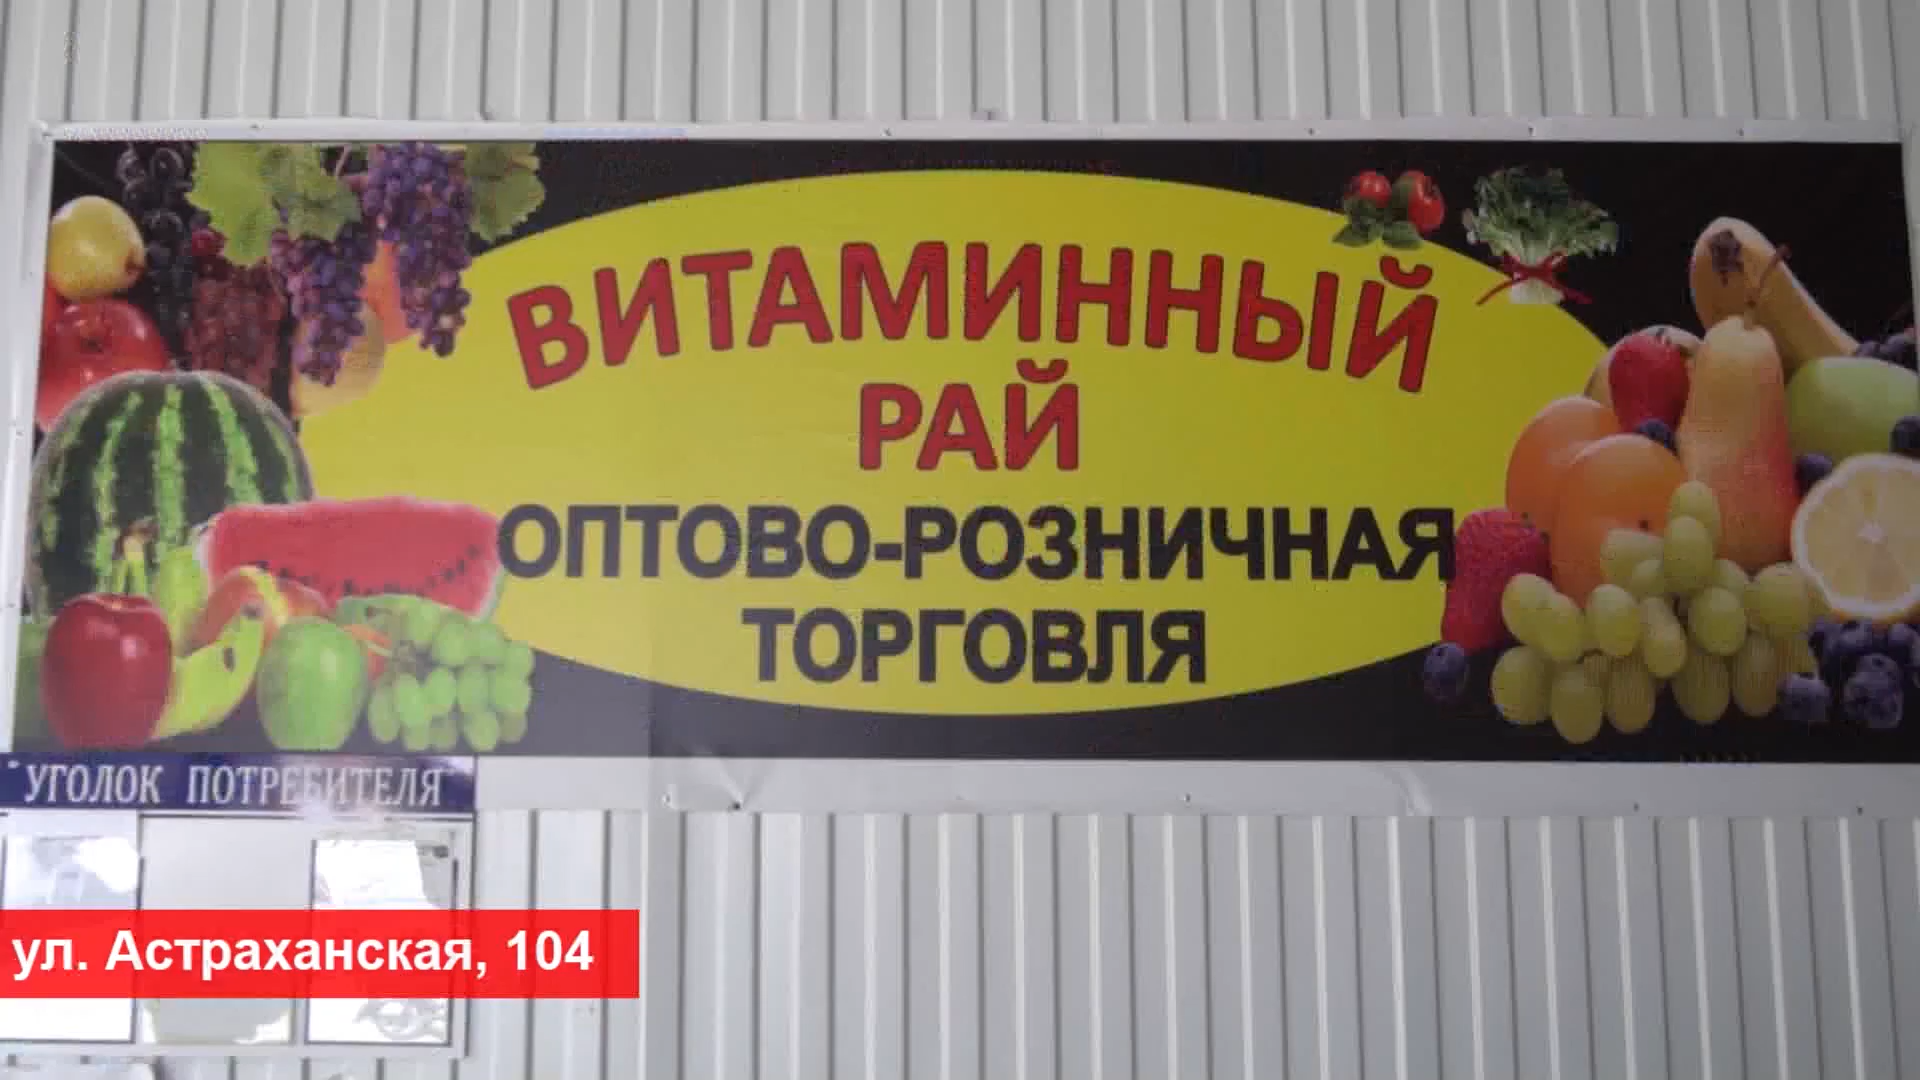 ВИТАМИННЫЙ
РАЙ
ОПТОВО-РОЗНИЧНАЯ
ТОРГОВЛЯ
"УГОЛОК ПОТРЕБИТЕЛЯ"
ул. Астраханская, 104